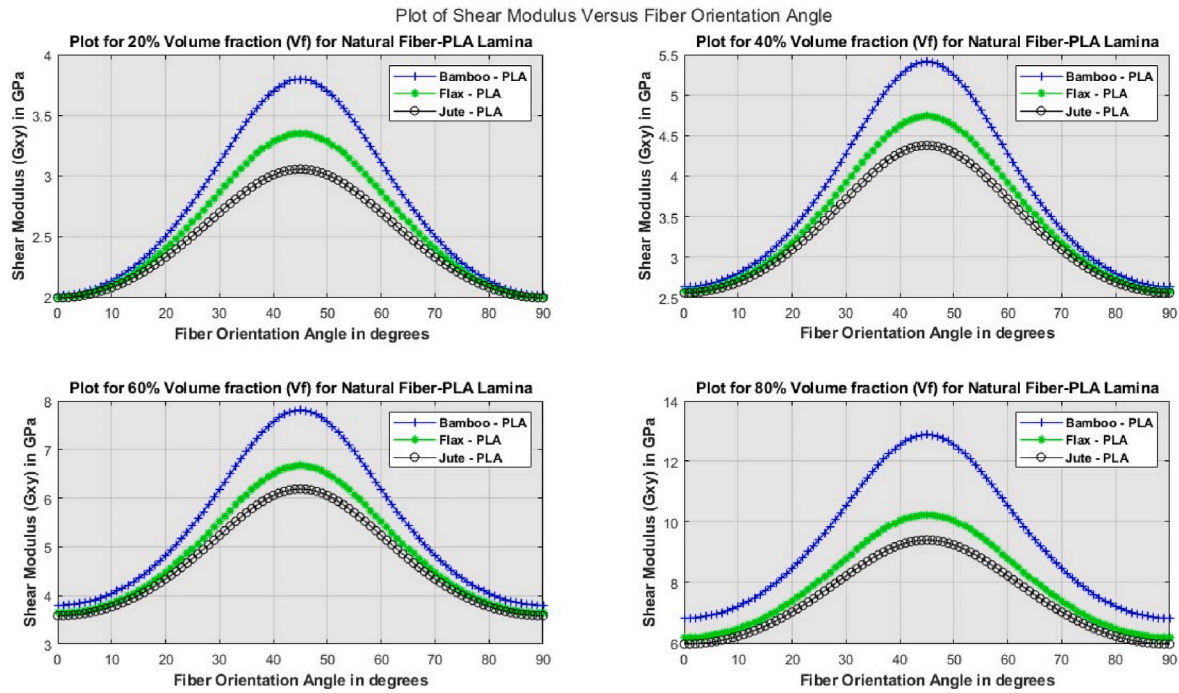 Plot of Shear Modulus Versus Fiber Orientation Angle
Plot for 20% Volume fraction (Vf) for Natural Fiber-PLA Lamina
Shear Modulus (Gxy) in GPa
4
3.5
3
2.5
2
Bamboo - PLA
Flax - PLA
Jute - PLA
0 10 20 30 40 50 60 70 80 90
Fiber Orientation Angle in degrees
Plot for 40% Volume fraction (Vf) for Natural Fiber-PLA Lamina
Shear Modulus (Gxy) in GPa
5.5
5
4.5
4
3.5
3
2.5
Bamboo - PLA
Flax - PLA
Jute - PLA
0 10 20 30 40 50 60 70 80 90
Fiber Orientation Angle in degrees
Plot for 60% Volume fraction (Vf) for Natural Fiber-PLA Lamina
Shear Modulus (Gxy) in GPa
8
7
6
5
4
3
Bamboo - PLA
Flax - PLA
Jute - PLA
0 10 20 30 40 50 60 70 80 90
Fiber Orientation Angle in degrees
Plot for 80% Volume fraction (Vf) for Natural Fiber-PLA Lamina
Shear Modulus (Gxy) in GPa
14
12
10
8
6
Bamboo - PLA
Flax - PLA
Jute - PLA
0 10 20 30 40 50 60 70 80 90
Fiber Orientation Angle in degrees